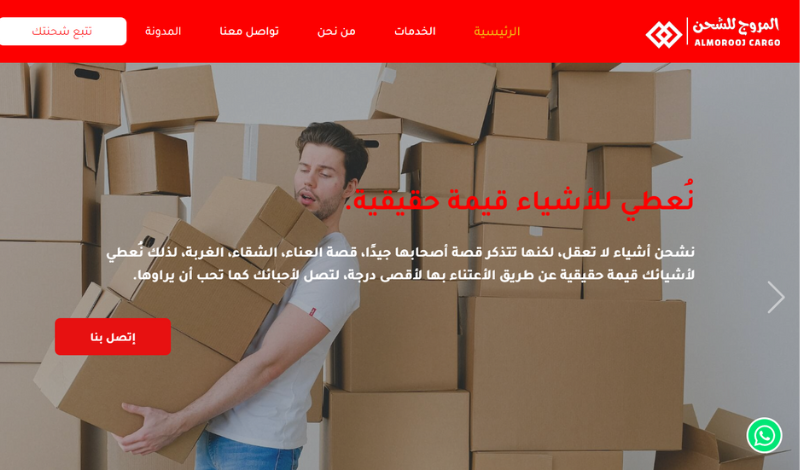 المروج للشحن
ALMOROOJ CARGO
الرئيسية
الخدمات
من نحن
تواصل معنا
المدونة
تتبع شحنتك
نُعطي للأشياء قيمة حقيقية.
نشحن أشياء لا تعقل، لكنها تتذكر قصة أصحابها جيدًا، قصة العناء، الشقاء، الغربة، لذلك نُعطي
لأشيائك قيمة حقيقية عن طريق الأعتناء بها لأقصى درجة، لتصل لأحبائك كما تحب أن يراوها.
إتصل بنا